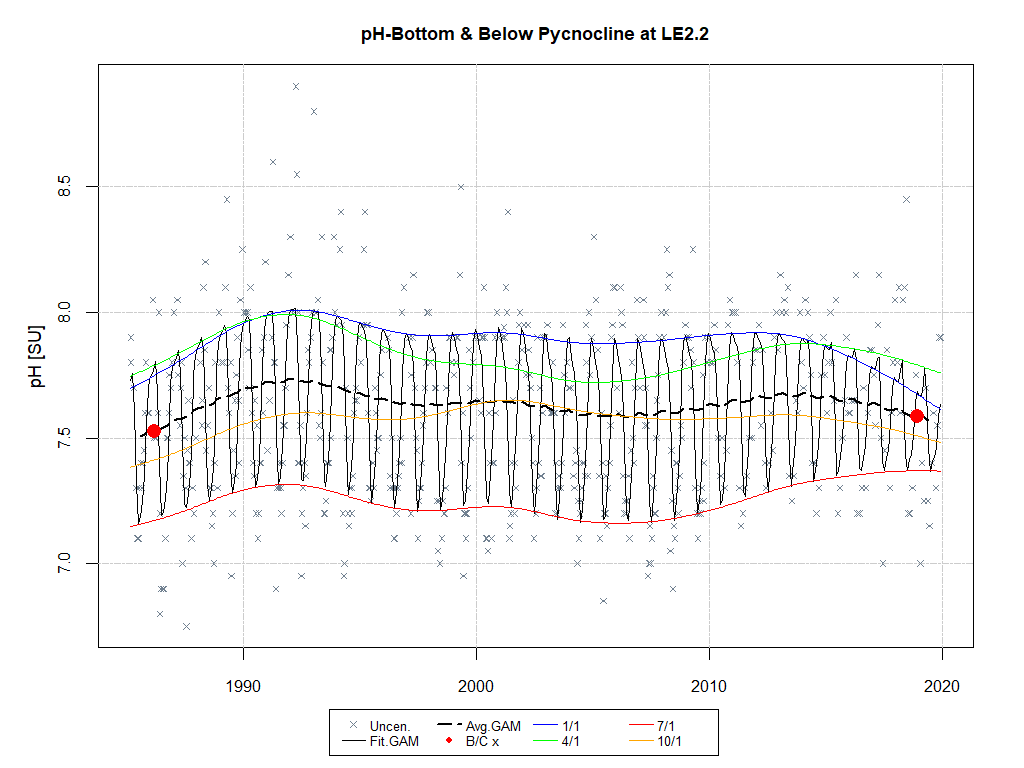 pH-Bottom & Below Pycnocline at LE2.2
pH [SU]
8.5
8.0
7.5
7.0
1990 2000 2010 2020
Uncen. Avg.GAM 1/1 7/1
Fit.GAM B/C x 4/1 10/1